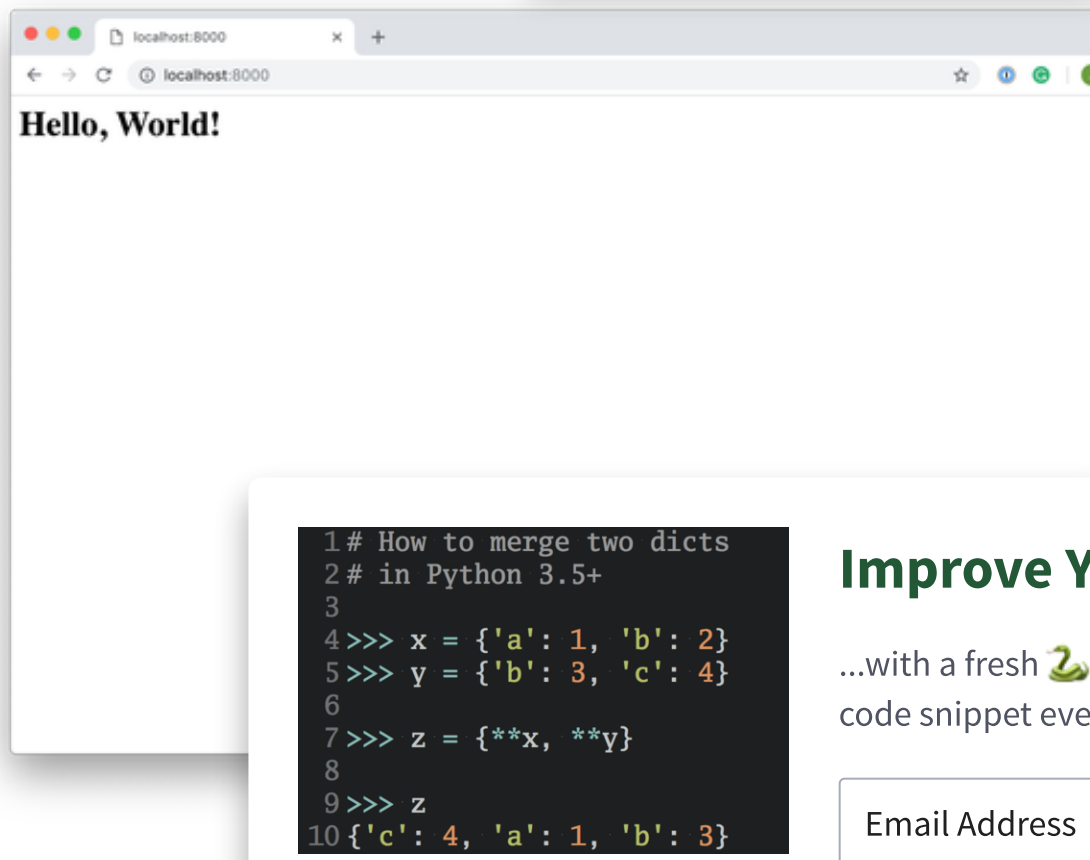 localhost:8000
localhost:8000
Hello, World!
1 # How to merge two dicts
2 # in Python 3.5+
3
4 >>> x = {'a': 1, 'b': 2}
5 >>> y = {'b': 3, 'c': 4}
6
7 >>> z = {**x, **y}
8
9 >>> z
10 {'c': 4, 'a': 1, 'b': 3}
Improve Y
...with a fresh 🐍
code snippet eve
Email Address